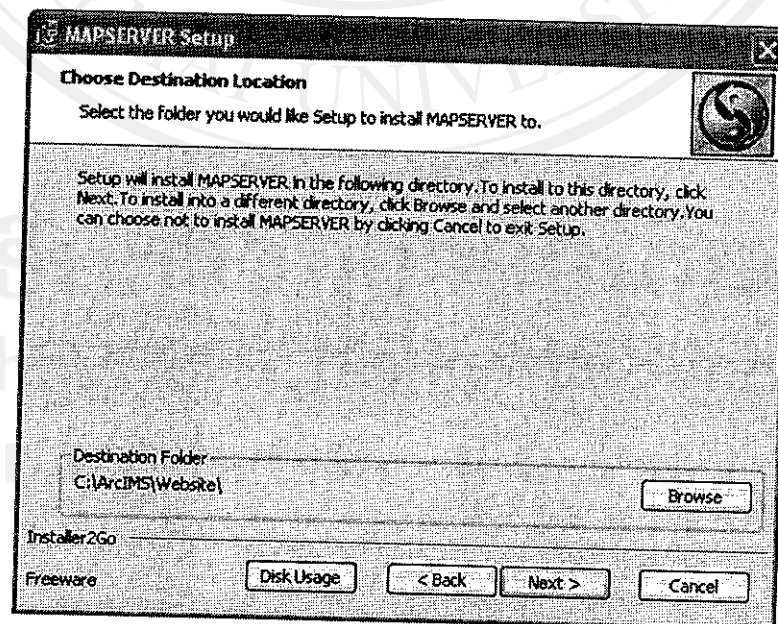 MAPSERVER Setup
Choose Destination Location
Select the folder you would like Setup to install MAPSERVER to.
Setup will install MAPSERVER in the following directory.To install to this directory, click
Next.To install into a different directory, click Browse and select another directory.You
can choose not to install MAPSERVER by clicking Cancel to exit Setup.
Destination Folder
C:\ArcIMS\Website\
Browse
Installer2Go
Freeware
Disk Usage
< Back
Next >
Cancel